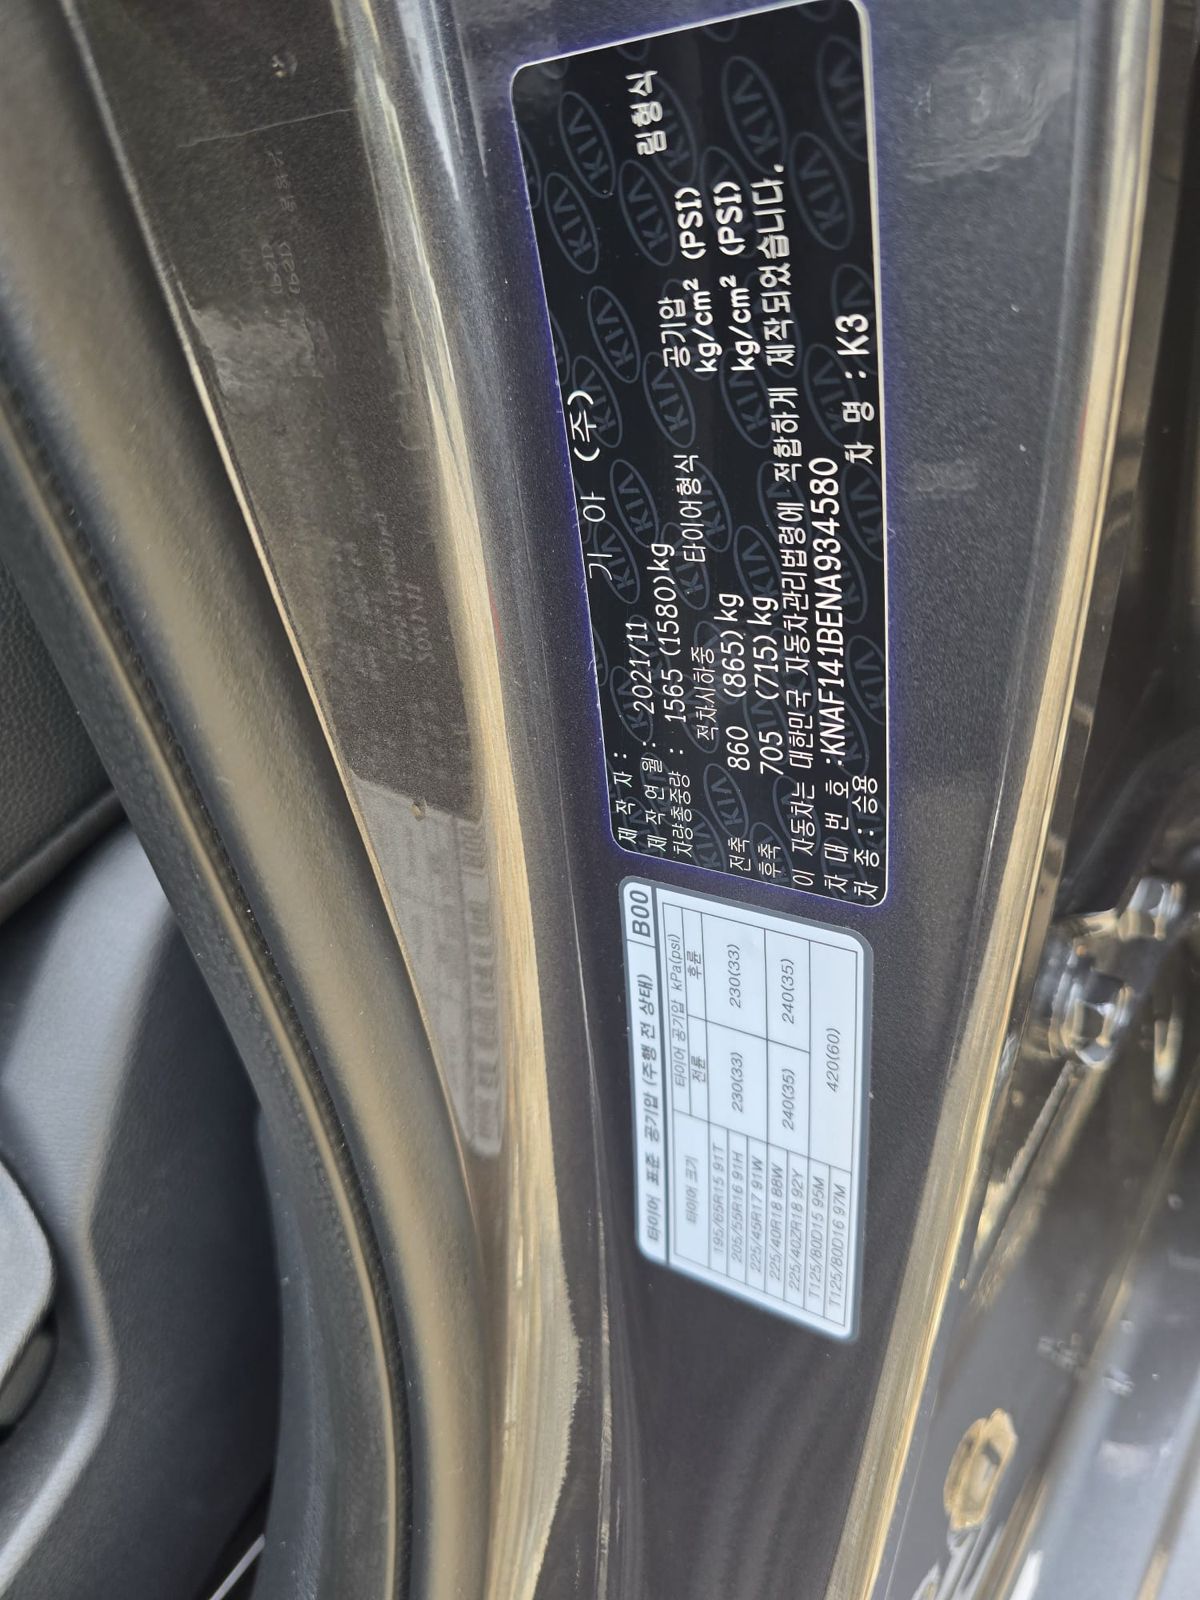 제 작 자 : 기 아 (주)
제 작 연 월 : 2021/11
차량총중량 : 1565 (1580)kg
적차시하중 타이어형식 공기압 림형식
전축 860 (865)kg kg/cm² (PSI)
후축 705 (715)kg kg/cm² (PSI)
이 자동차는 대한민국 자동차관리법령에 적합하게 제작되었습니다.
차 대 번 호 :KNAF141BENA934580
차 종 : 승용 차 명 : K3
타이어 표준 공기압 (주행 전 상태) B00
타이어 크기 타이어 공기압 kPa(psi)
전륜 후륜
195/65R15 91T
205/55R16 91H
225/45R17 91W
230(33) 230(33)
225/40R18 88W
225/40ZR18 92Y
240(35) 240(35)
T125/80D15 95M
T125/80D16 97M
420(60)
KIA